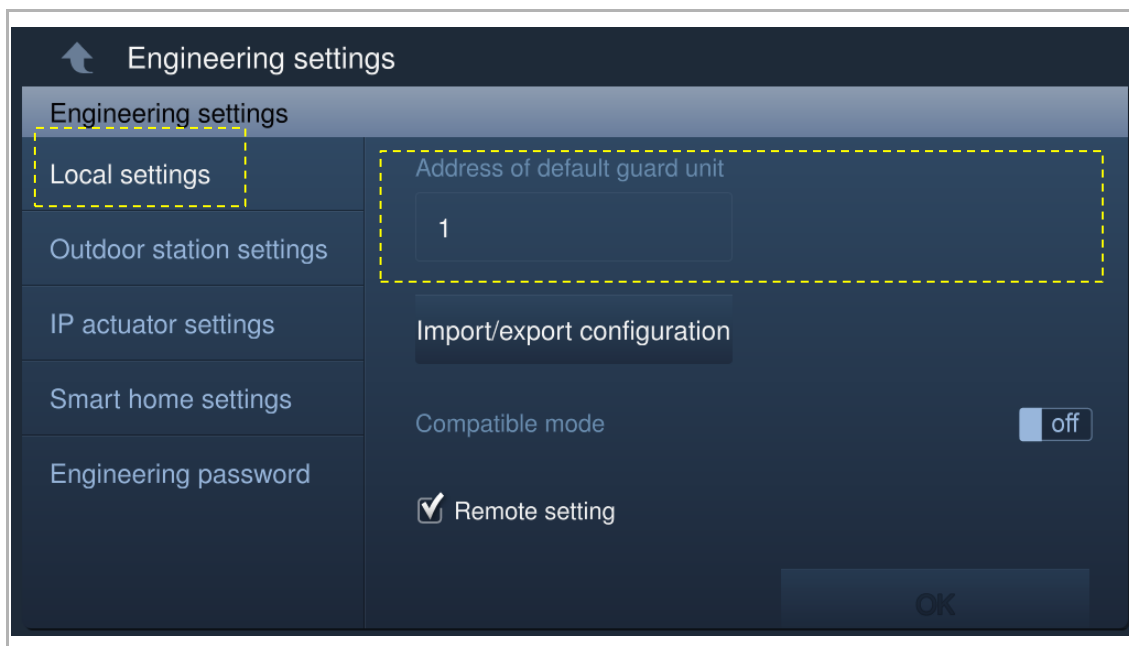 Engineering settings
Engineering settings
Local settings
Outdoor station settings
IP actuator settings
Smart home settings
Engineering password
Address of default guard unit
1
Import/export configuration
Compatible mode
off
Remote setting
OK